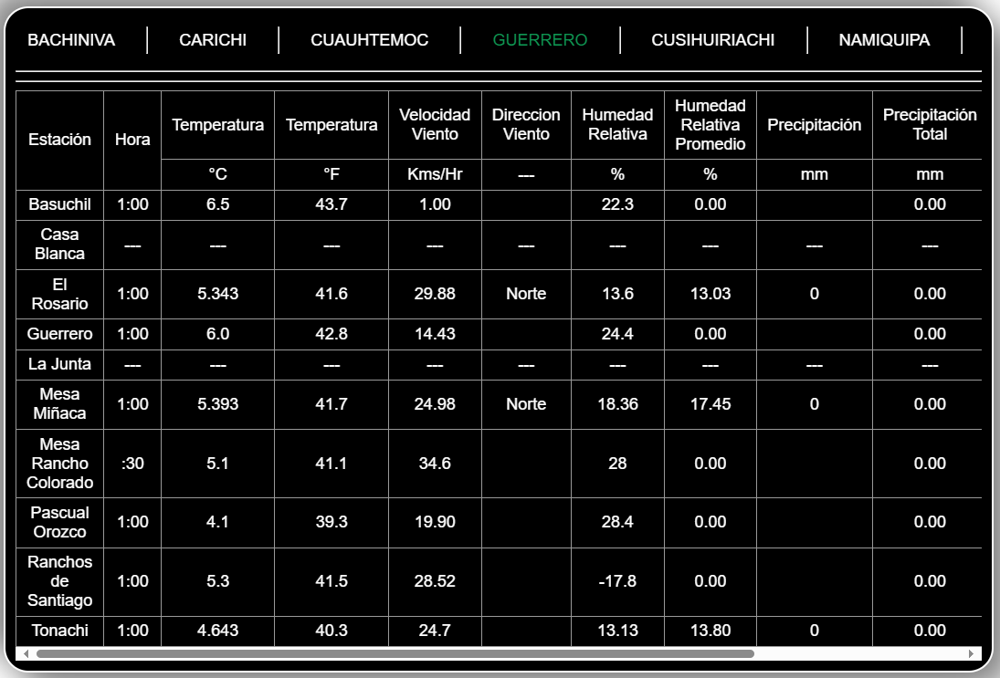 BACHINIVA CARICHI CUAUHTEMOC GUERRERO CUSIHUIRIACHI NAMIQUIPA
Estación Hora Temperatura Temperatura Velocidad Viento Direccion Viento Humedad Relativa Humedad Relativa Promedio Precipitación Precipitación Total
°C °F Kms/Hr --- % % mm mm
Basuchil 1:00 6.5 43.7 1.00 22.3 0.00 0.00
Casa Blanca --- --- --- --- --- --- --- --- ---
El Rosario 1:00 5.343 41.6 29.88 Norte 13.6 13.03 0 0.00
Guerrero 1:00 6.0 42.8 14.43 24.4 0.00 0.00
La Junta --- --- --- --- --- --- --- --- ---
Mesa Miñaca 1:00 5.393 41.7 24.98 Norte 18.36 17.45 0 0.00
Mesa Rancho Colorado :30 5.1 41.1 34.6 28 0.00 0.00
Pascual Orozco 1:00 4.1 39.3 19.90 28.4 0.00 0.00
Ranchos de Santiago 1:00 5.3 41.5 28.52 -17.8 0.00 0.00
Tonachi 1:00 4.643 40.3 24.7 13.13 13.80 0 0.00